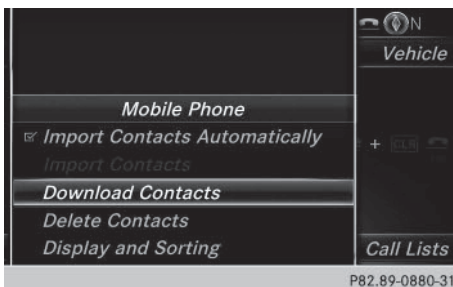 N
Vehicle
Mobile Phone
Import Contacts Automatically
Import Contacts
+ CLR
Download Contacts
Delete Contacts
Display and Sorting
Call Lists
P82.89-0880-31